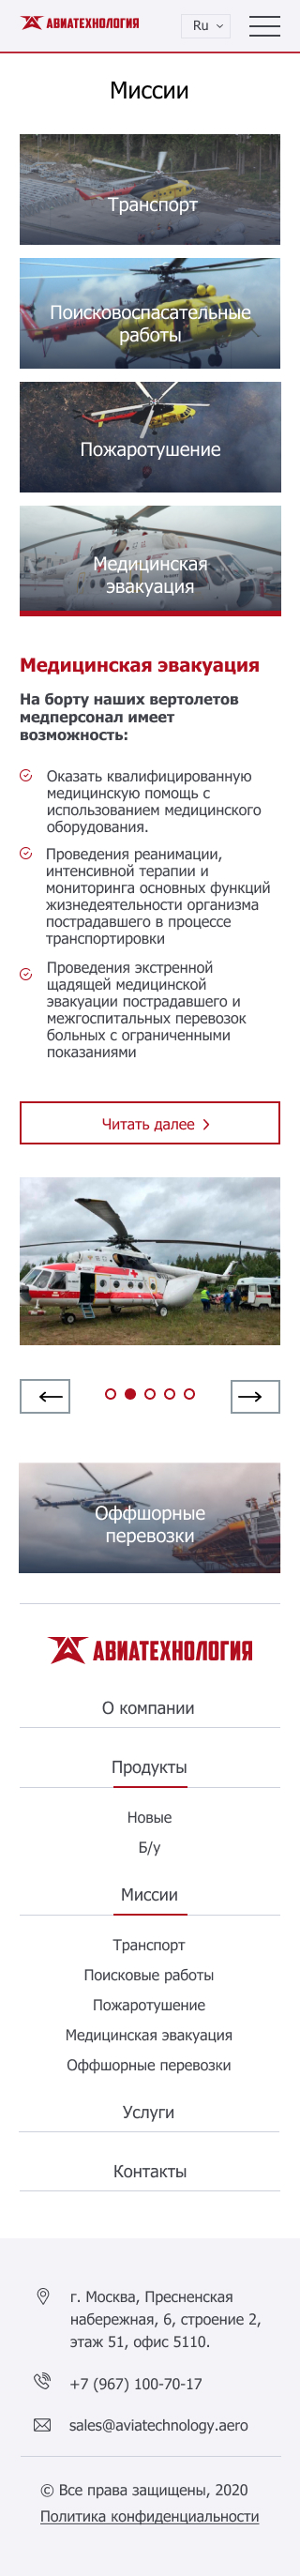 АВИАТЕХНОЛОГИЯ
Ru
Миссии
Транспорт
Поисковоспасательные
работы
Пожаротушение
Медицинская
эвакуация
Медицинская эвакуация
На борту наших вертолетов
медперсонал имеет
возможность:
Оказать квалифицированную
медицинскую помощь с
использованием медицинского
оборудования.
Проведения реанимации,
интенсивной терапии и
мониторинга основных функций
жизнедеятельности организма
пострадавшего в процессе
транспортировки
Проведения экстренной
щадящей медицинской
эвакуации пострадавшего и
межгоспитальных перевозок
больных с ограниченными
показаниями
Читать далее
Оффшорные
перевозки
АВИАТЕХНОЛОГИЯ
О компании
Продукты
Новые
Б/у
Миссии
Транспорт
Поисковые работы
Пожаротушение
Медицинская эвакуация
Оффшорные перевозки
Услуги
Контакты
г. Москва, Пресненская
набережная, 6, строение 2,
этаж 51, офис 5110.
+7 (967) 100-70-17
sales@aviatechnology.aero
© Все права защищены, 2020
Политика конфиденциальности